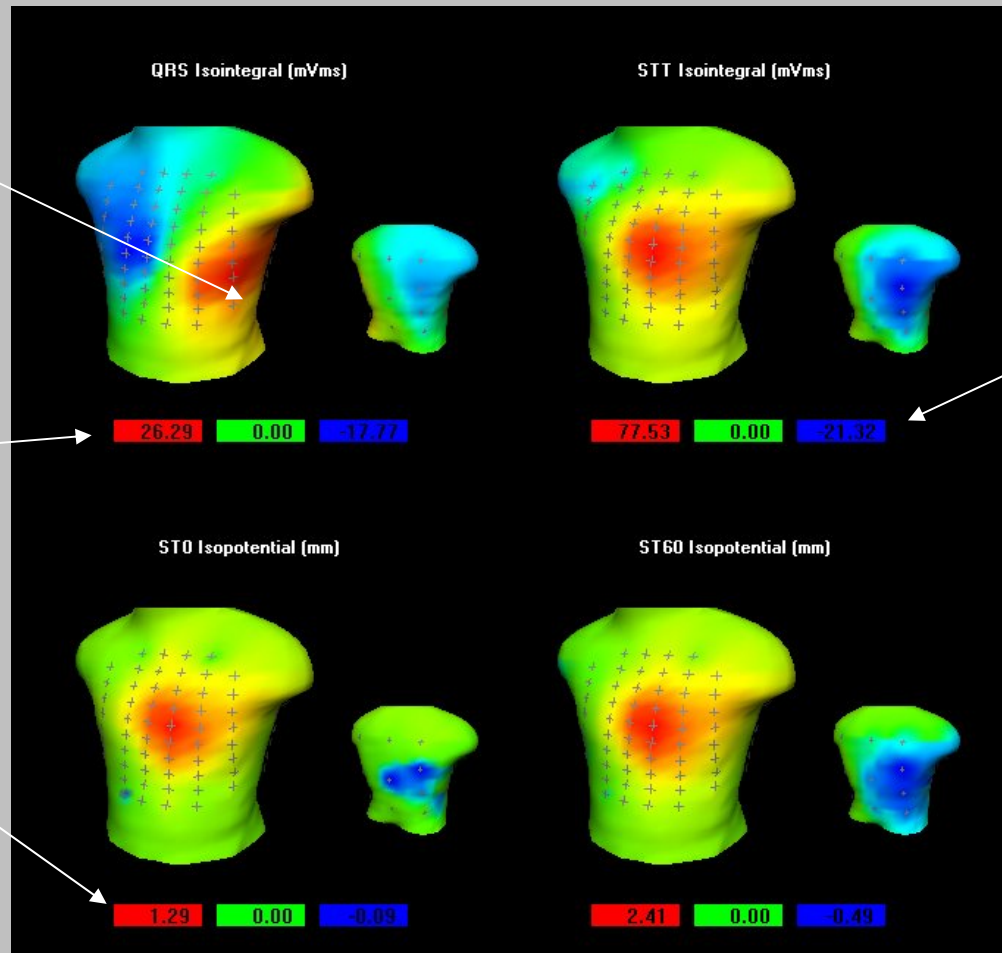 QRS Isointegral (mVms)
STT Isointegral (mVms)
26.29 0.00 -17.77
77.53 0.00 -21.32
ST0 Isopotential (mm)
ST60 Isopotential (mm)
1.29 0.00 -0.09
2.41 0.00 -0.49